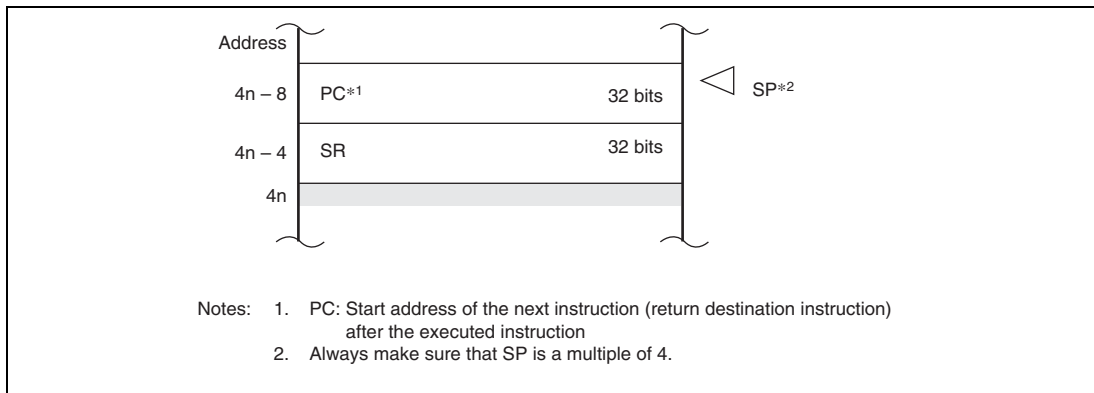 Address
4n – 8 PC*1 32 bits SP*2
4n – 4 SR 32 bits
4n
Notes: 1. PC: Start address of the next instruction (return destination instruction)
after the executed instruction
2. Always make sure that SP is a multiple of 4.